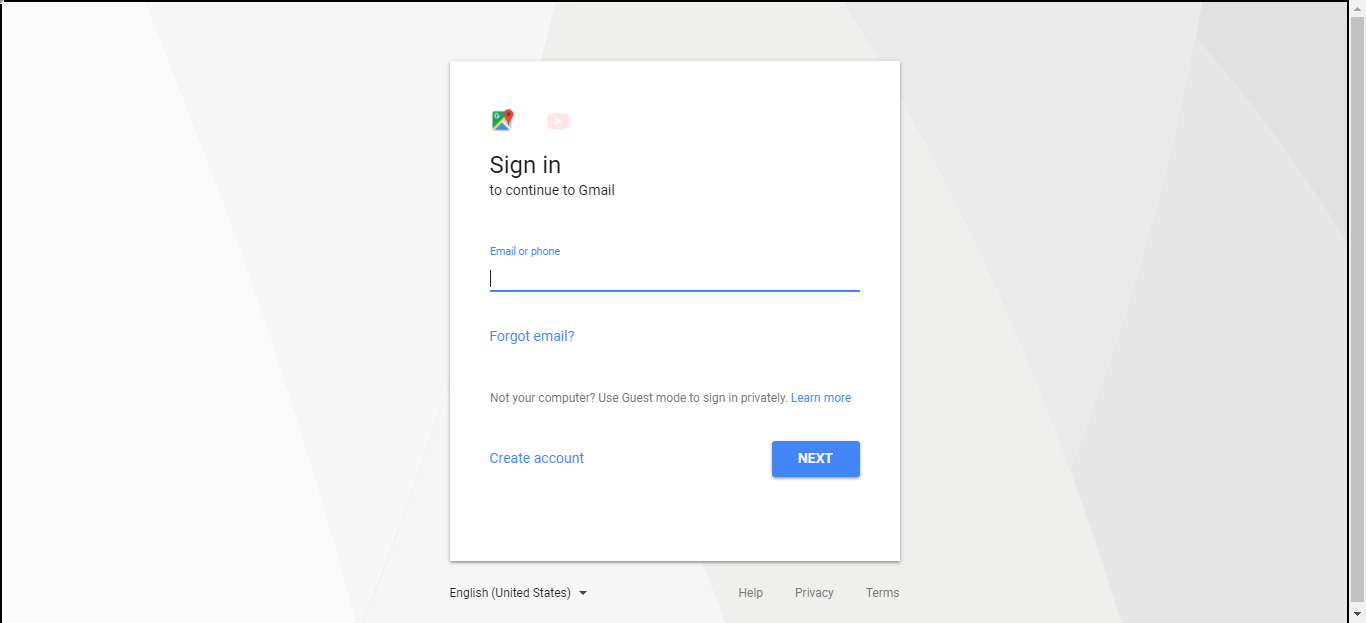 Sign in
to continue to Gmail
Email or phone
Forgot email?
Not your computer? Use Guest mode to sign in privately. Learn more
Create account
NEXT
English (United States)
Help
Privacy
Terms